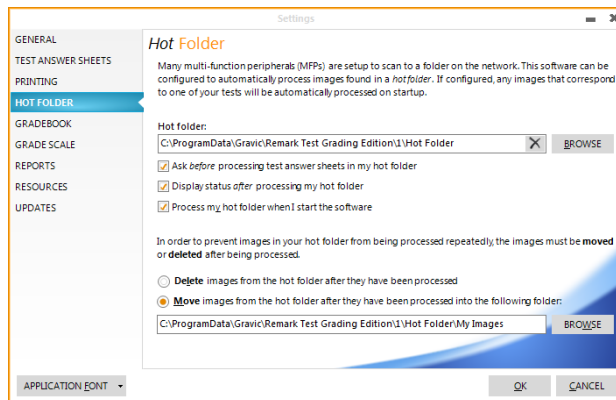 Settings
GENERAL
TEST ANSWER SHEETS
PRINTING
HOT FOLDER
GRADEBOOK
GRADE SCALE
REPORTS
RESOURCES
UPDATES
Hot Folder
Many multi-function peripherals (MFPs) are setup to scan to a folder on the network. This software can be
configured to automatically process images found in a hot folder. If configured, any images that correspond
to one of your tests will be automatically processed on startup.
Hot folder:
C:\ProgramData\Gravic\Remark Test Grading Edition\1\Hot Folder
BROWSE
Ask before processing test answer sheets in my hot folder
Display status after processing my hot folder
Process my hot folder when I start the software
In order to prevent images in your hot folder from being processed repeatedly, the images must be moved
or deleted after being processed.
Delete images from the hot folder after they have been processed
Move images from the hot folder after they have been processed into the following folder:
C:\ProgramData\Gravic\Remark Test Grading Edition\1\Hot Folder\My Images
BROWSE
APPLICATION FONT
OK
CANCEL